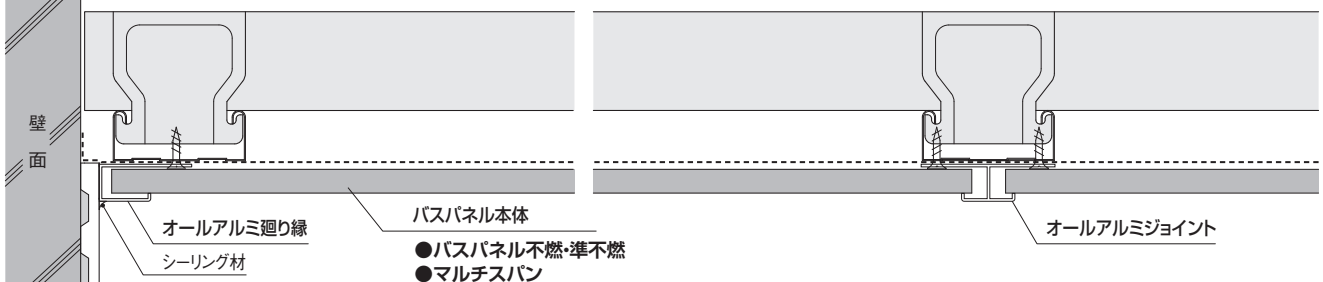 壁面
オールアルミ廻り縁
シーリング材
バスパネル本体
●バスパネル不燃・準不燃
●マルチスパン
オールアルミジョイント